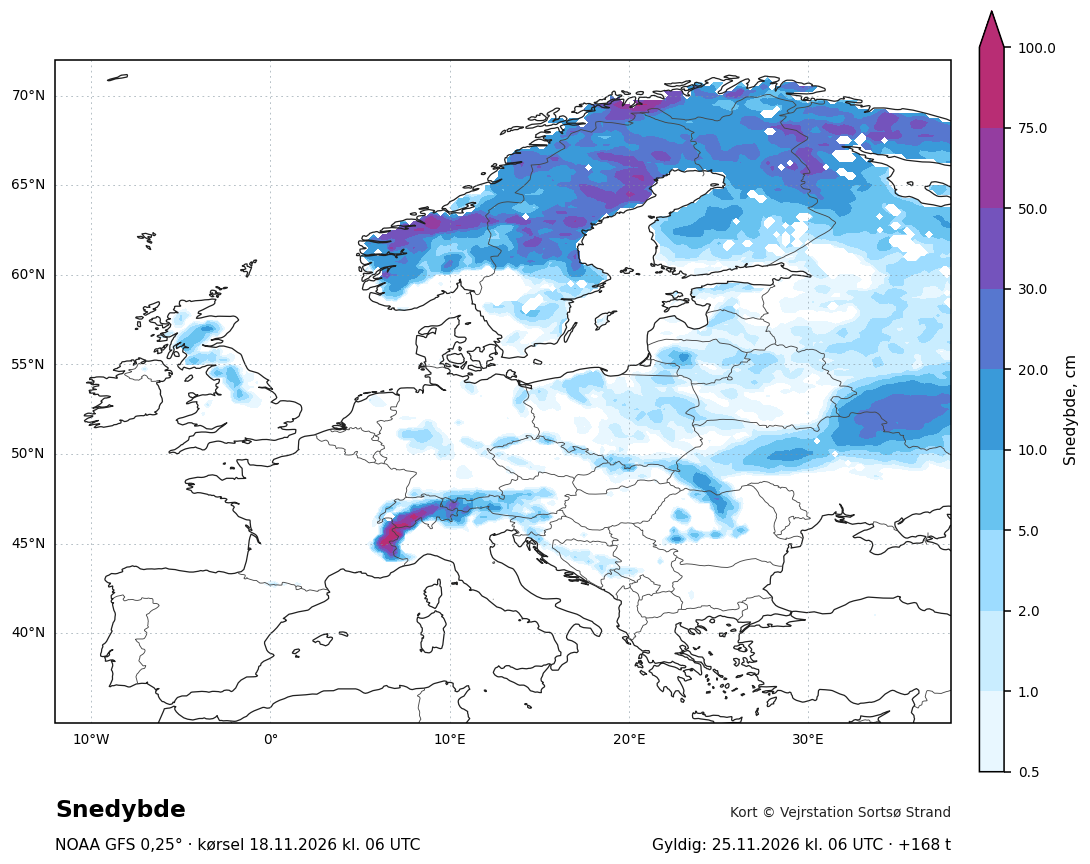 100.0
75.0
50.0
30.0
20.0
10.0
5.0
2.0
1.0
0.5
Snedybde, cm
70°N
65°N
60°N
55°N
50°N
45°N
40°N
10°W
0°
10°E
20°E
30°E
Snedybde
Kort © Vejrstation Sortsø Strand
NOAA GFS 0,25° · kørsel 18.11.2026 kl. 06 UTC
Gyldig: 25.11.2026 kl. 06 UTC · +168 t